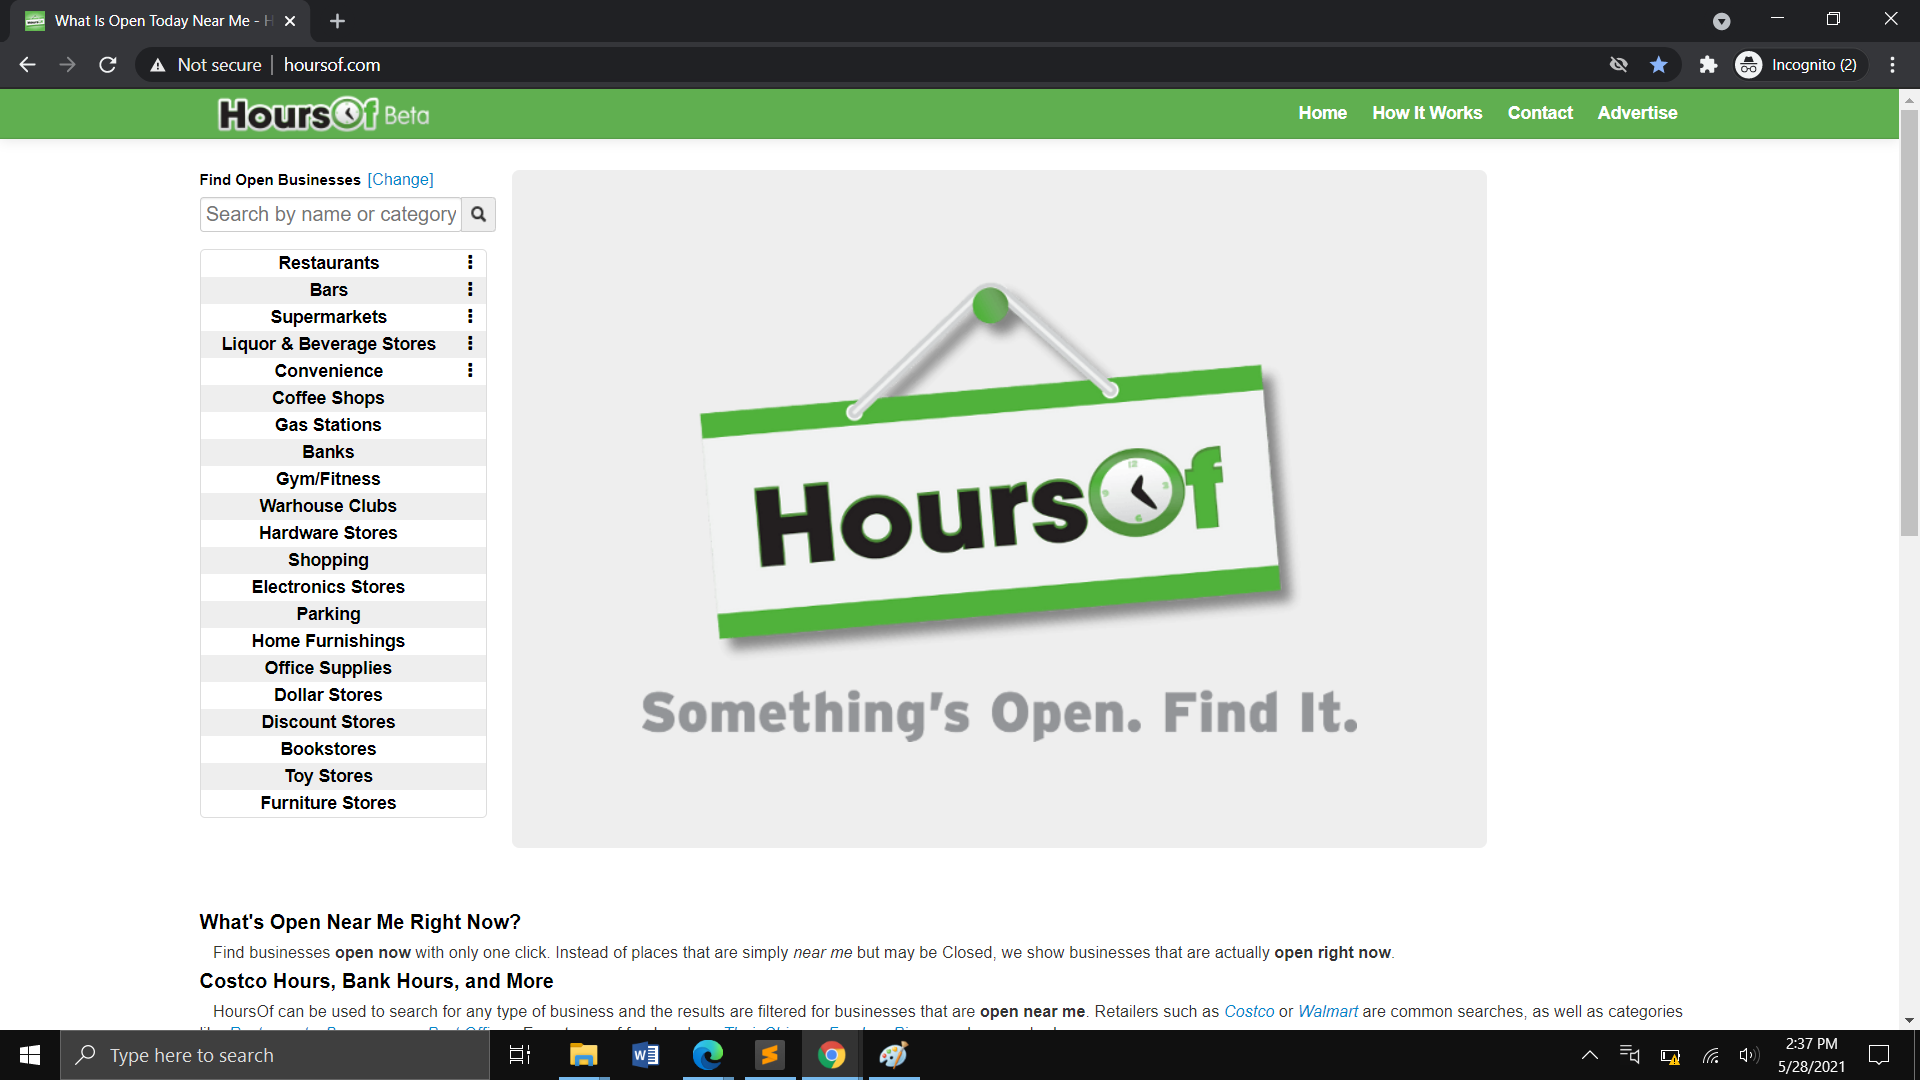 What Is Open Today Near Me - H
Not secure
hoursof.com
Incognito (2)
HoursOf Beta
Home
How It Works
Contact
Advertise
Find Open Businesses [Change]
Search by name or category
Restaurants
Bars
Supermarkets
Liquor & Beverage Stores
Convenience
Coffee Shops
Gas Stations
Banks
Gym/Fitness
Warhouse Clubs
Hardware Stores
Shopping
Electronics Stores
Parking
Home Furnishings
Office Supplies
Dollar Stores
Discount Stores
Bookstores
Toy Stores
Furniture Stores
HoursOf
Something's Open. Find It.
What's Open Near Me Right Now?
Find businesses open now with only one click. Instead of places that are simply near me but may be Closed, we show businesses that are actually open right now.
Costco Hours, Bank Hours, and More
HoursOf can be used to search for any type of business and the results are filtered for businesses that are open near me. Retailers such as Costco or Walmart are common searches, as well as categories
Type here to search
2:37 PM
5/28/2021